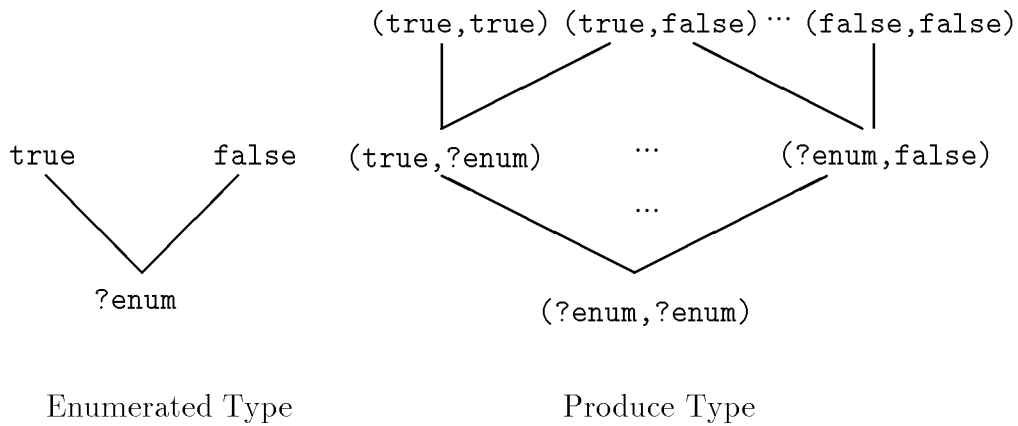 (true,true) (true,false) ... (false,false)
true false (true,?enum) ... (?enum,false)
...
?enum (?enum,?enum)
Enumerated Type Produce Type